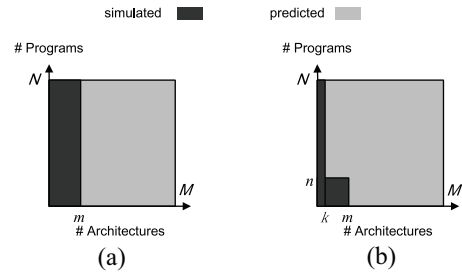 simulated predicted
# Programs # Programs
N N
n
M M
m k m
# Architectures # Architectures
(a) (b)